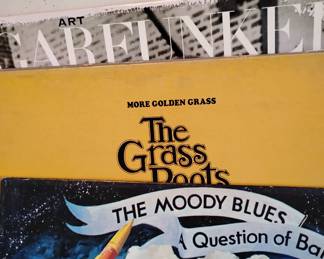 ART
GARFUNKEL
MORE GOLDEN GRASS
The
Grass
Roots
THE MOODY BLUES
A Question of Ba